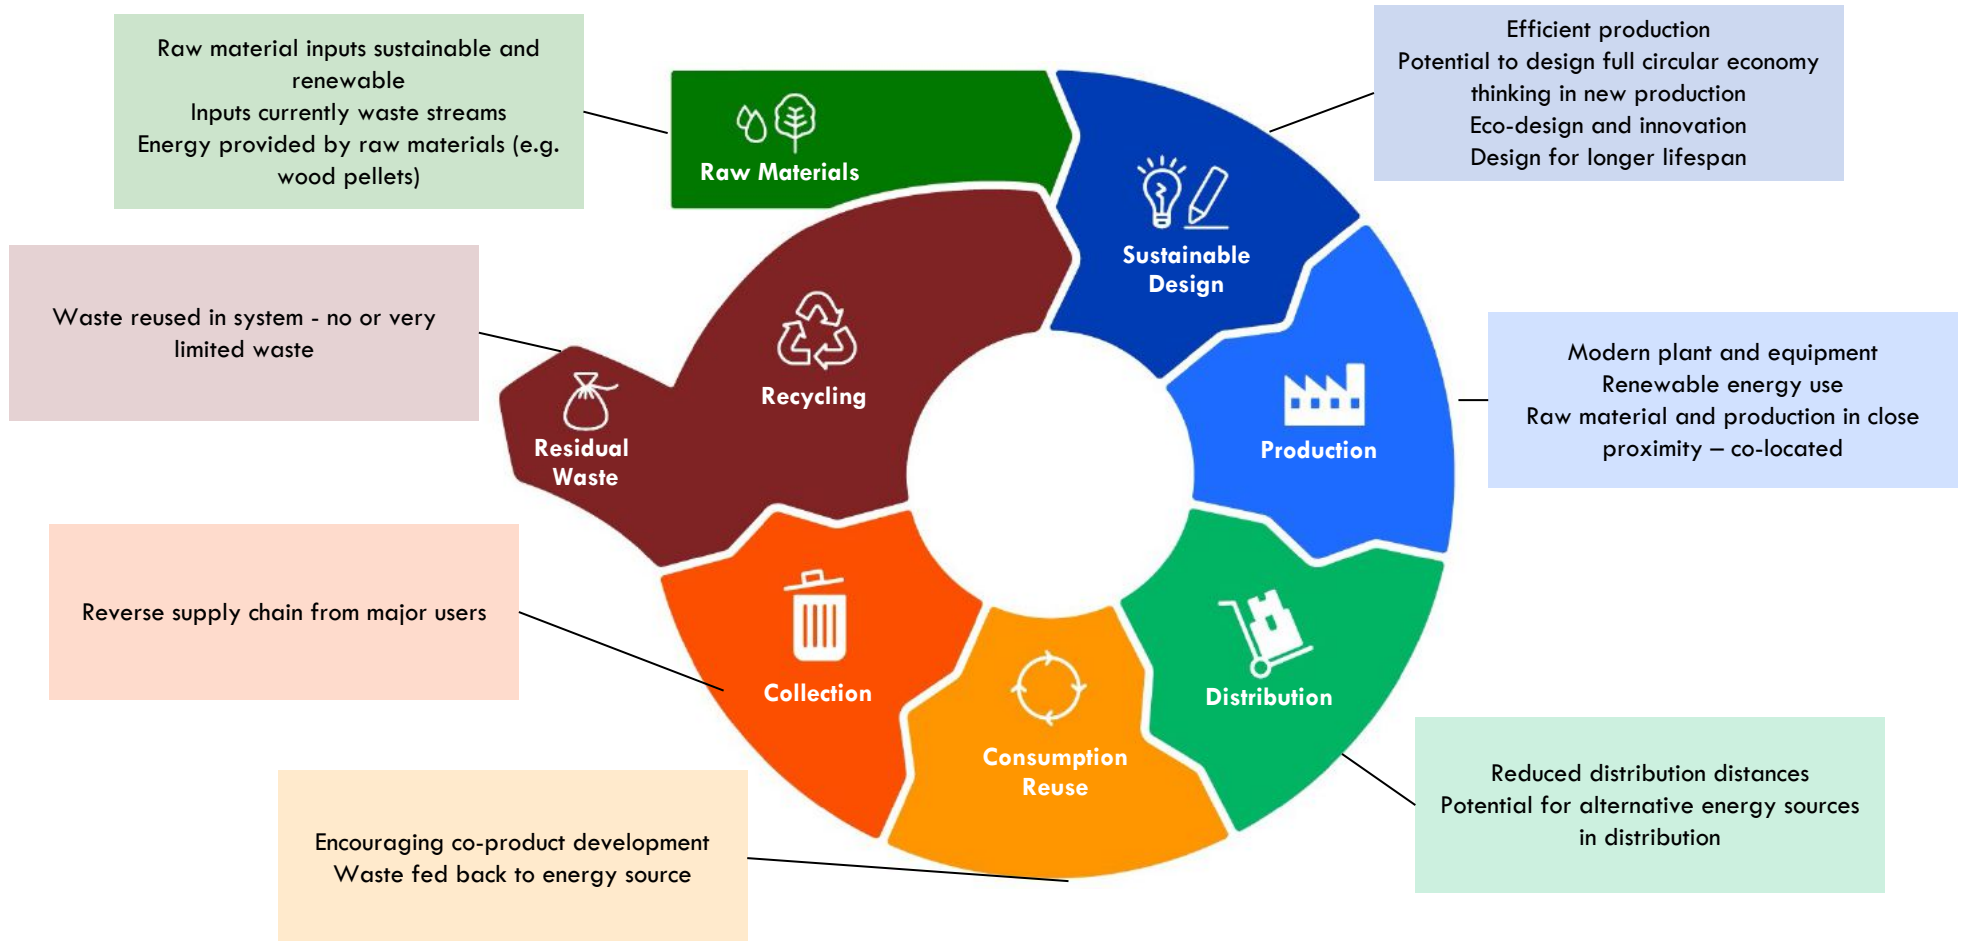 Raw material inputs sustainable and
renewable
Inputs currently waste streams
Energy provided by raw materials (e.g.
wood pellets)
Efficient production
Potential to design full circular economy
thinking in new production
Eco-design and innovation
Design for longer lifespan
Raw Materials
Sustainable
Design
Waste reused in system - no or very
limited waste
Recycling
Residual
Waste
Production
Modern plant and equipment
Renewable energy use
Raw material and production in close
proximity – co-located
Reverse supply chain from major users
Collection
Consumption
Reuse
Distribution
Encouraging co-product development
Waste fed back to energy source
Reduced distribution distances
Potential for alternative energy sources
in distribution